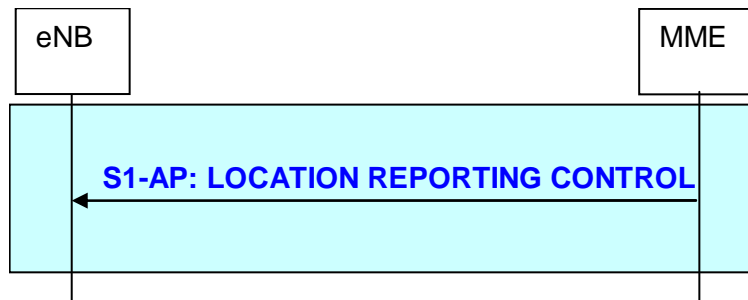 eNB
MME
S1-AP: LOCATION REPORTING CONTROL